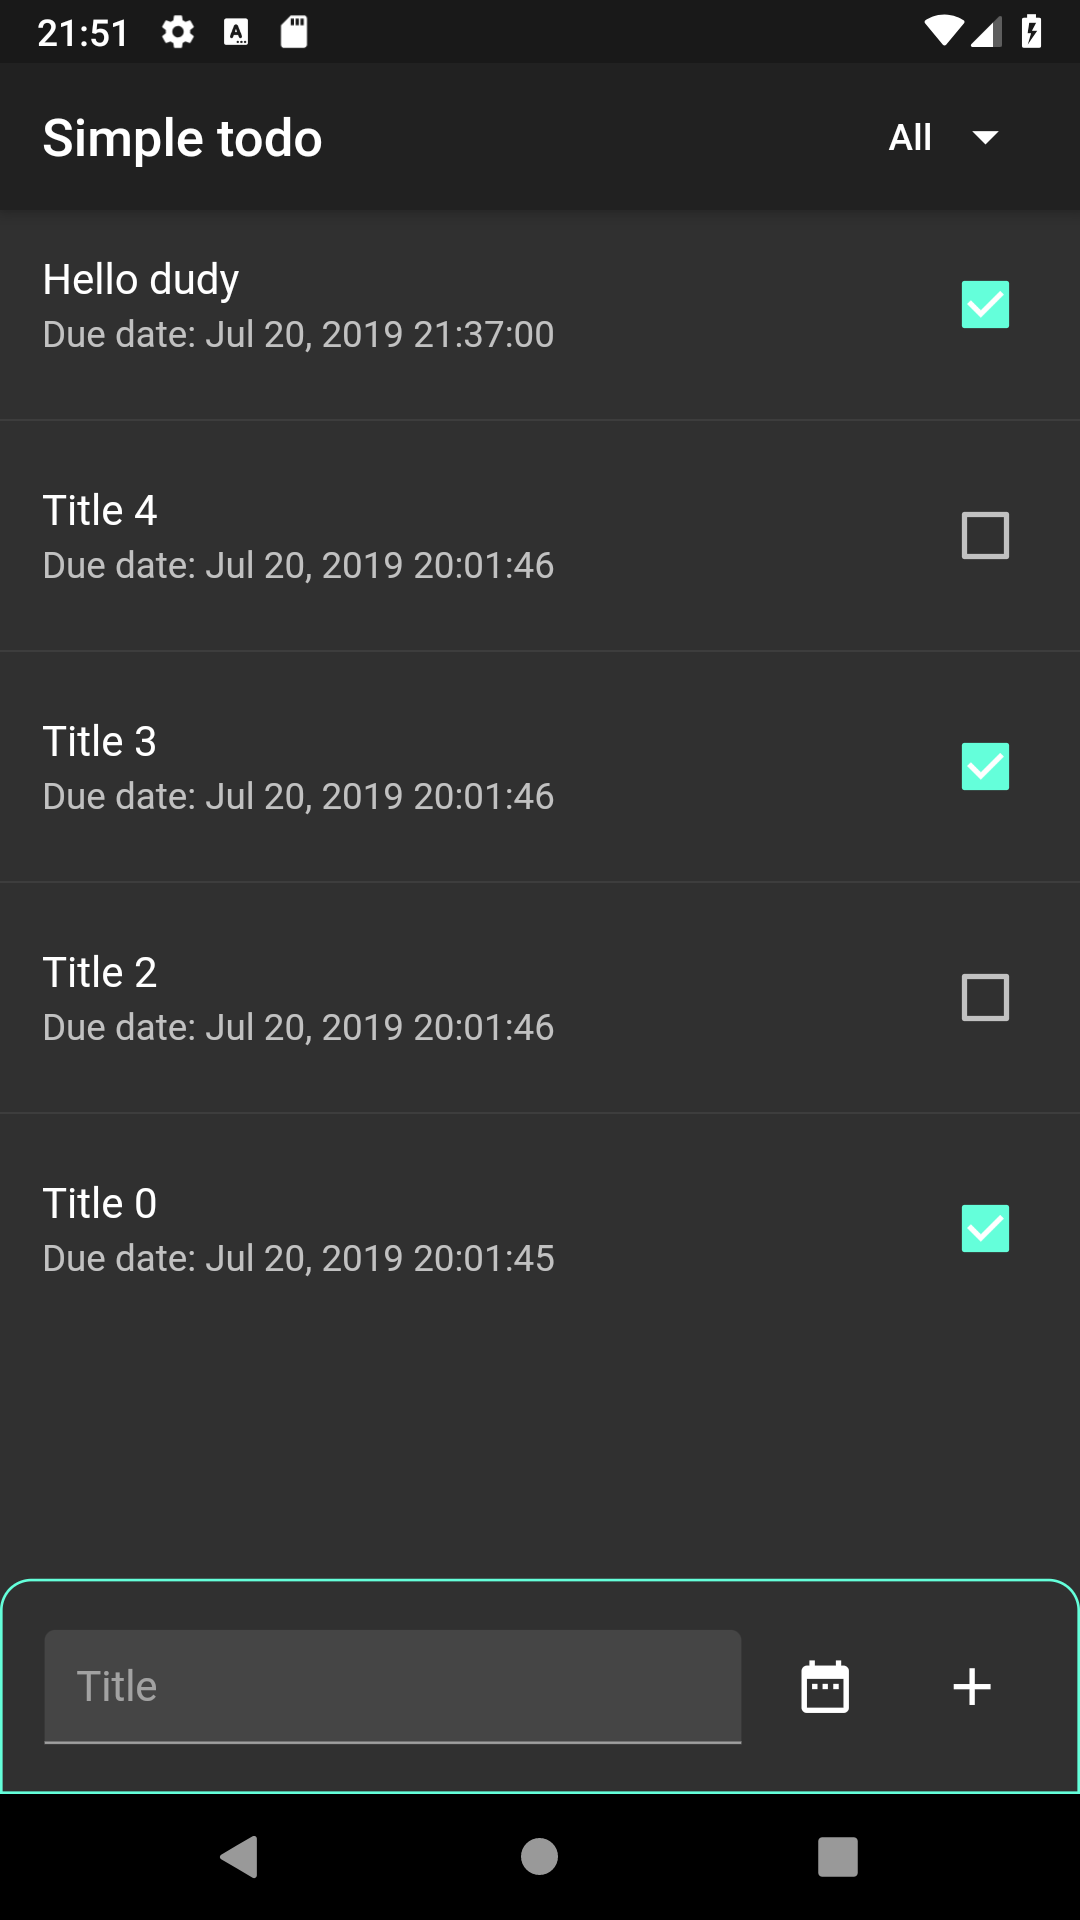 21:51
Simple todo
All
Hello dudy
Due date: Jul 20, 2019 21:37:00
Title 4
Due date: Jul 20, 2019 20:01:46
Title 3
Due date: Jul 20, 2019 20:01:46
Title 2
Due date: Jul 20, 2019 20:01:46
Title 0
Due date: Jul 20, 2019 20:01:45
Title